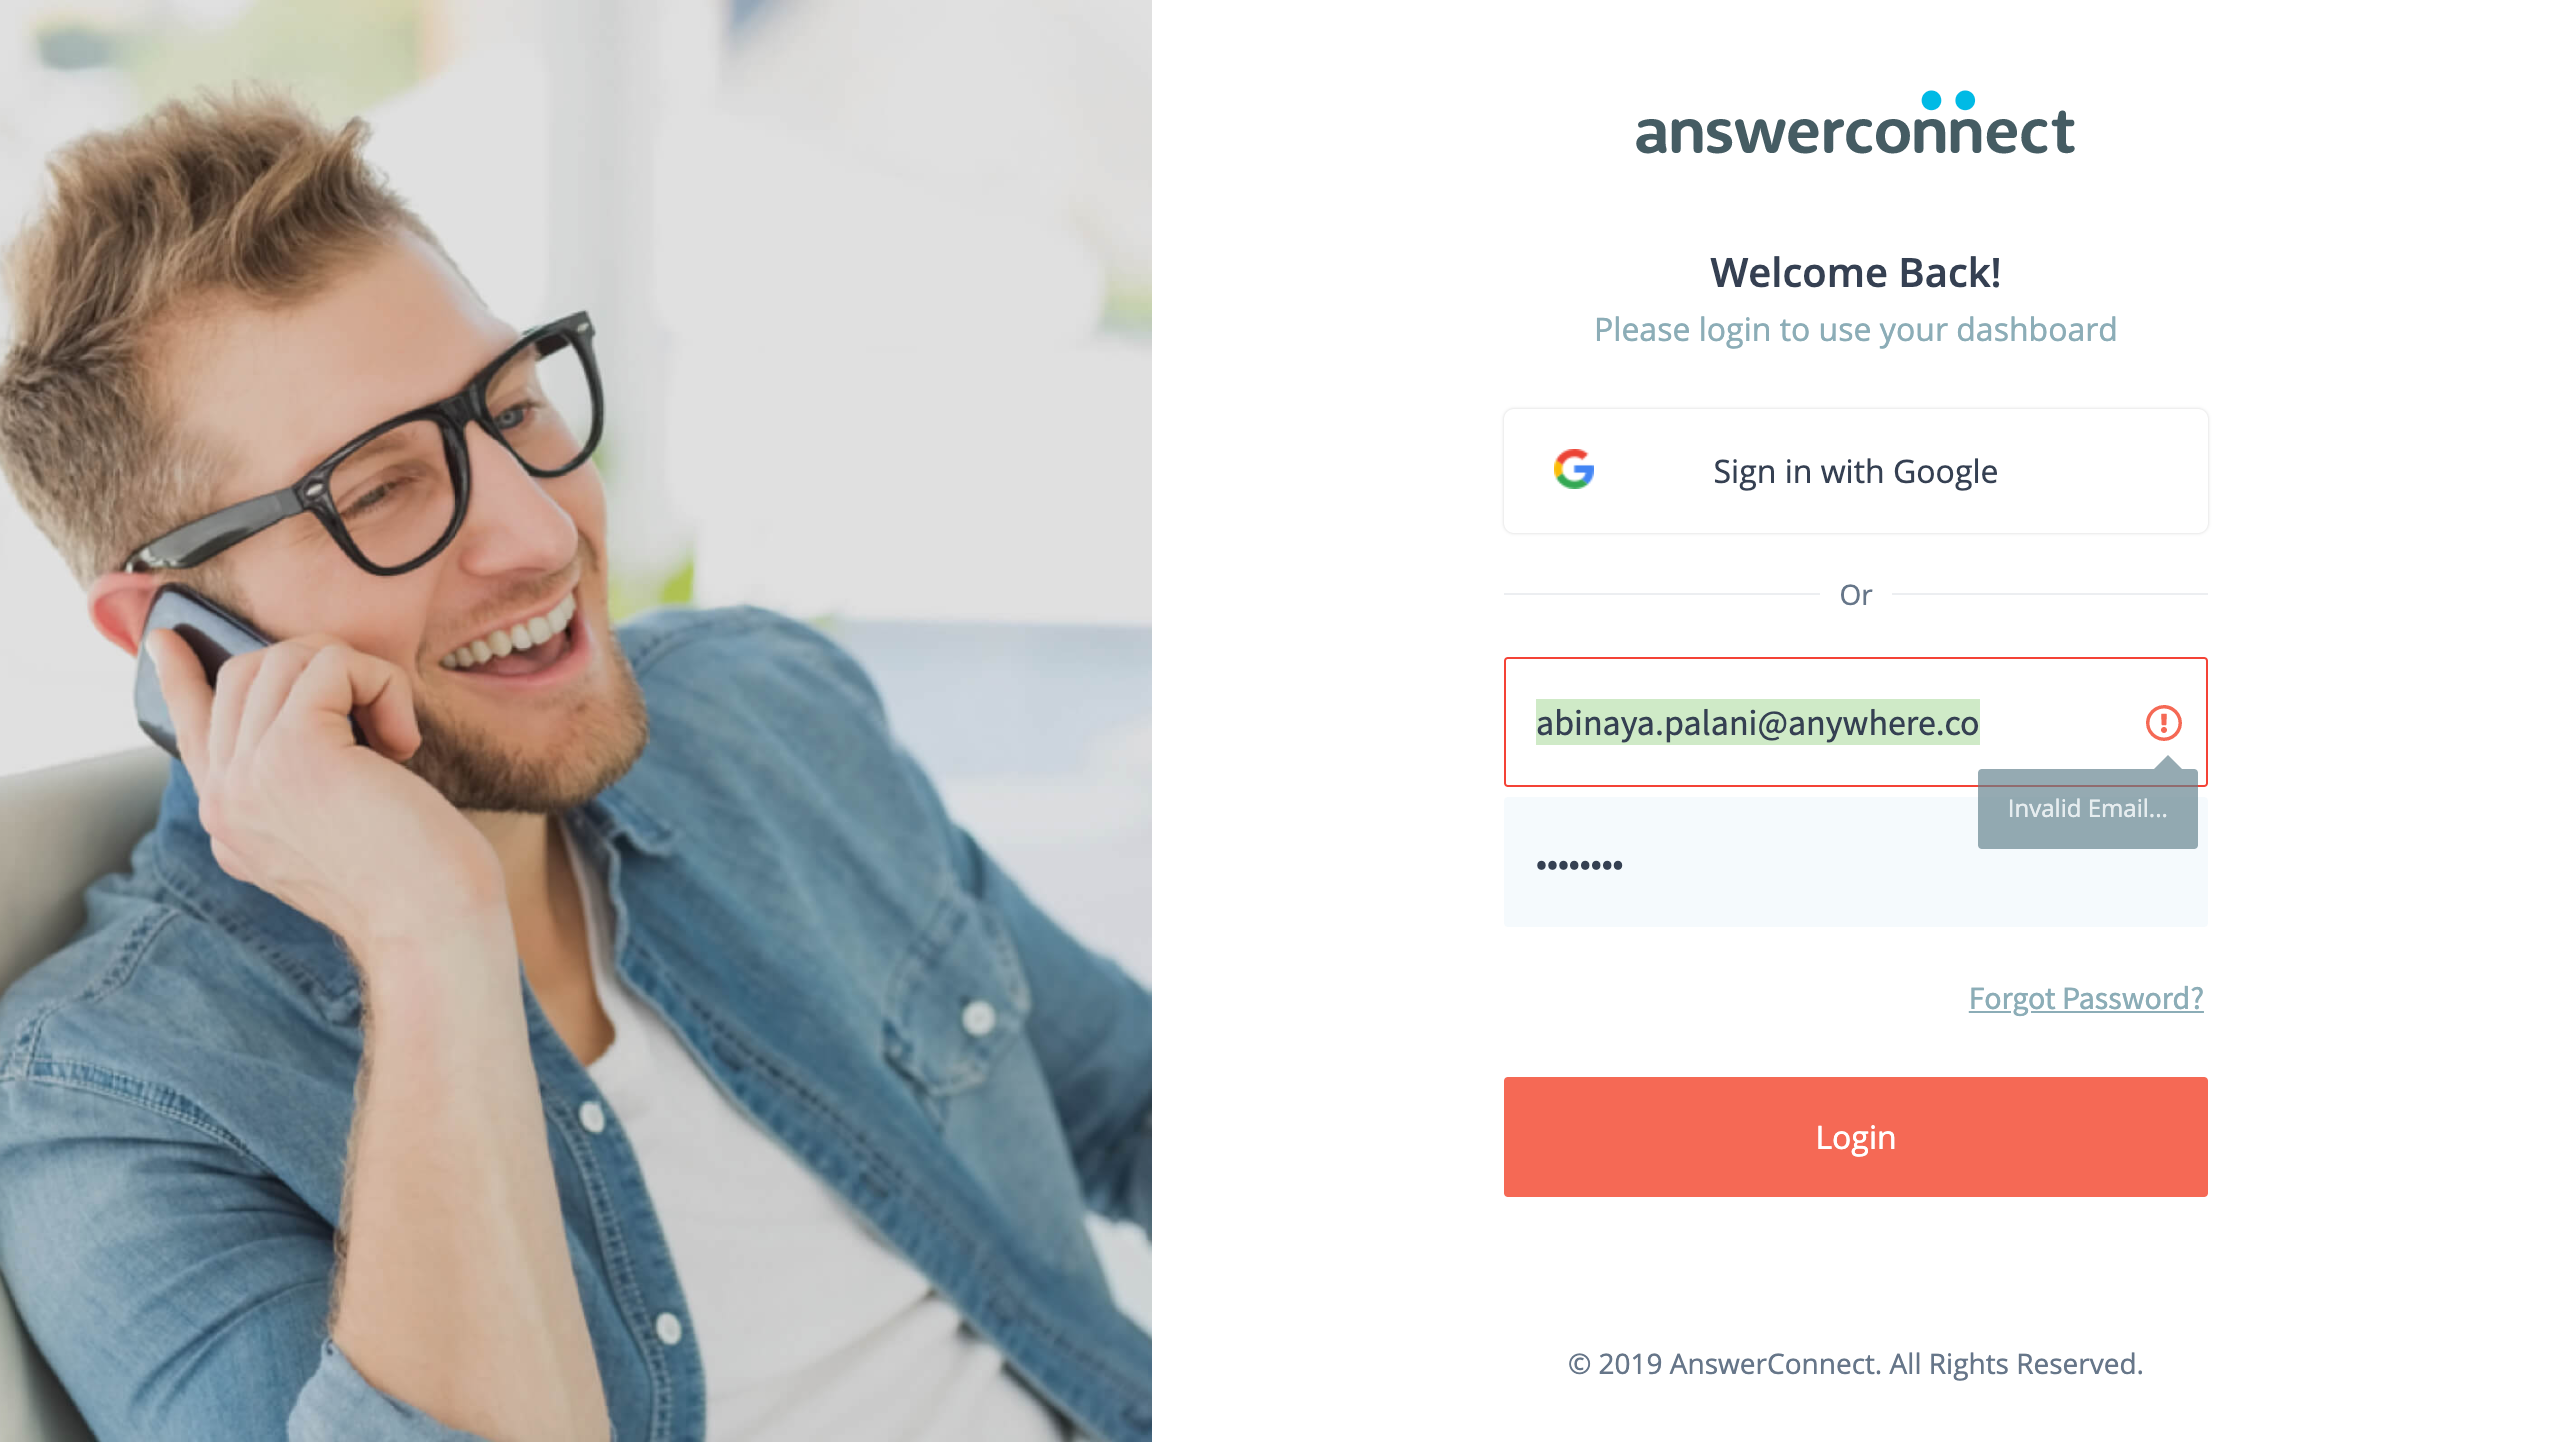 answerconnect
Welcome Back!
Please login to use your dashboard
Sign in with Google
Or
abinaya.palani@anywhere.co
Invalid Email...
••••••••
Forgot Password?
Login
© 2019 AnswerConnect. All Rights Reserved.